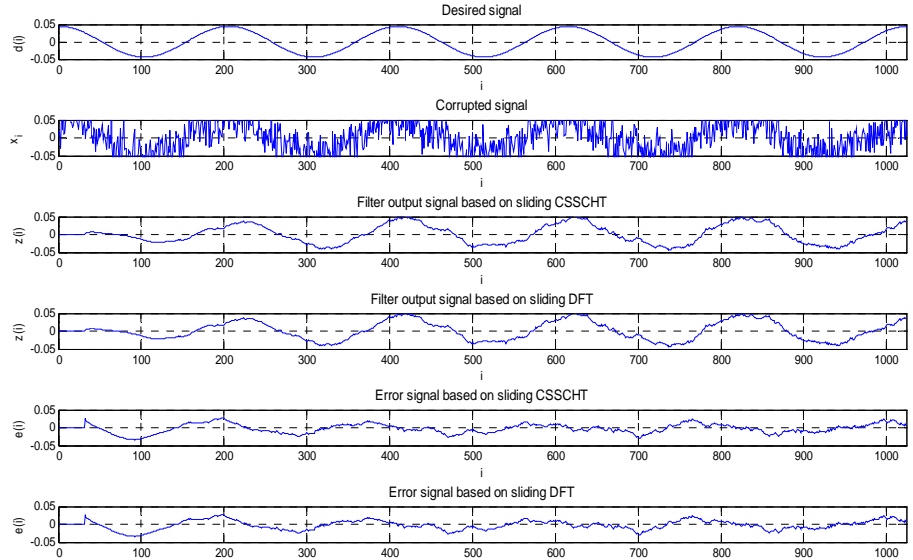 Desired signal
d(i)
0.05
0
-0.05
0 100 200 300 400 500 600 700 800 900 1000
i
Corrupted signal
x_i
0.05
0
-0.05
0 100 200 300 400 500 600 700 800 900 1000
i
Filter output signal based on sliding CSSCHT
z(i)
0.05
0
-0.05
0 100 200 300 400 500 600 700 800 900 1000
i
Filter output signal based on sliding DFT
z(i)
0.05
0
-0.05
0 100 200 300 400 500 600 700 800 900 1000
i
Error signal based on sliding CSSCHT
e(i)
0.05
0
-0.05
0 100 200 300 400 500 600 700 800 900 1000
i
Error signal based on sliding DFT
e(i)
0.05
0
-0.05
0 100 200 300 400 500 600 700 800 900 1000